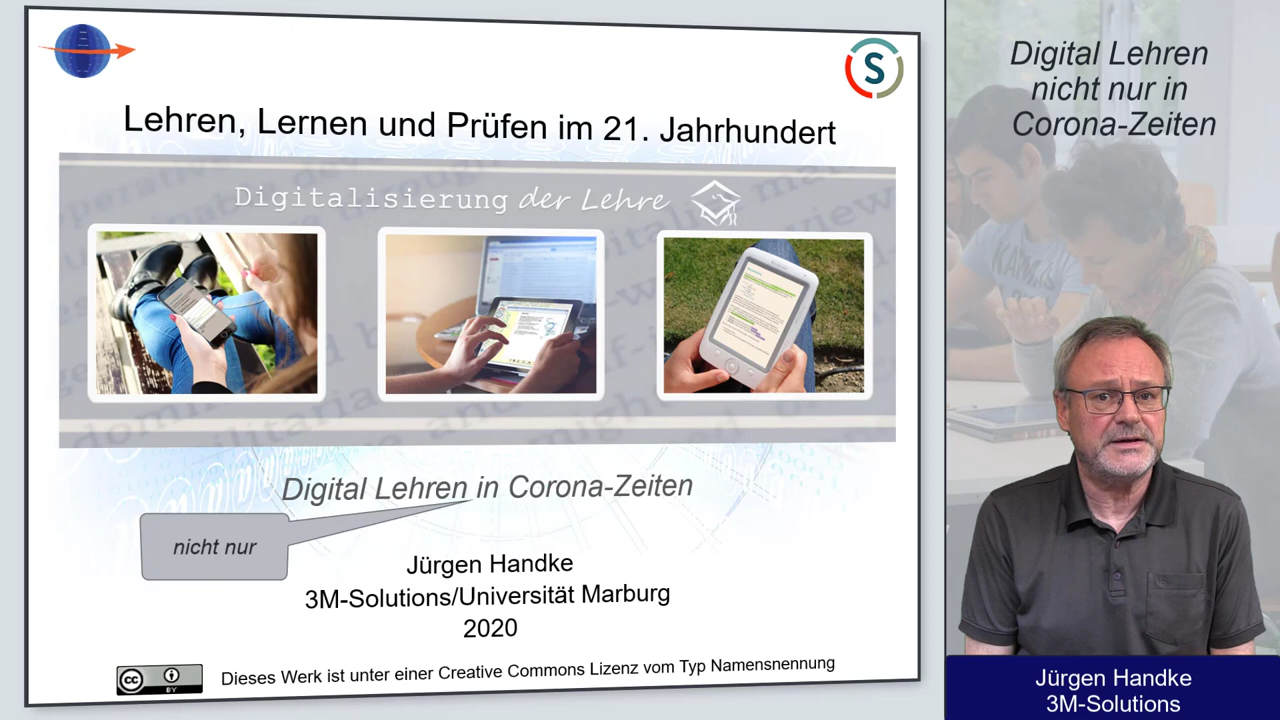 S
Lehren, Lernen und Prüfen im 21. Jahrhundert
Digitalisierung der Lehre
Digital Lehren in Corona-Zeiten
nicht nur
Jürgen Handke
3M-Solutions/Universität Marburg
2020
cc BY
Dieses Werk ist unter einer Creative Commons Lizenz vom Typ Namensnennung
Digital Lehren
nicht nur in
Corona-Zeiten
Jürgen Handke
3M-Solutions